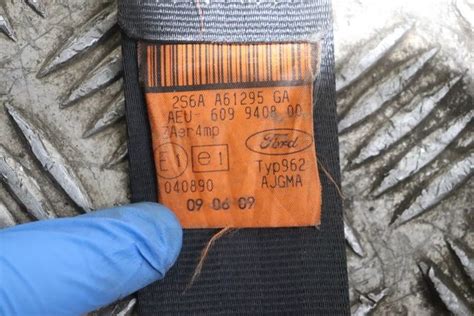 2S6A A61295 GA
AEU- 609 9408 00
ZAer4mp
Ford
E1 e1 Typ962
040890 AJGMA
09 06 09